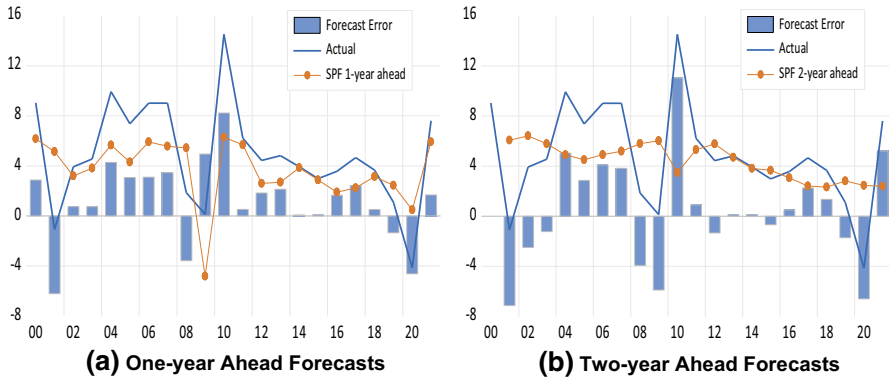 16
12
8
4
0
-4
-8
Forecast Error
Actual
SPF 1-year ahead
00 02 04 06 08 10 12 14 16 18 20
(a) One-year Ahead Forecasts
16
12
8
4
0
-4
-8
Forecast Error
Actual
SPF 2-year ahead
00 02 04 06 08 10 12 14 16 18 20
(b) Two-year Ahead Forecasts